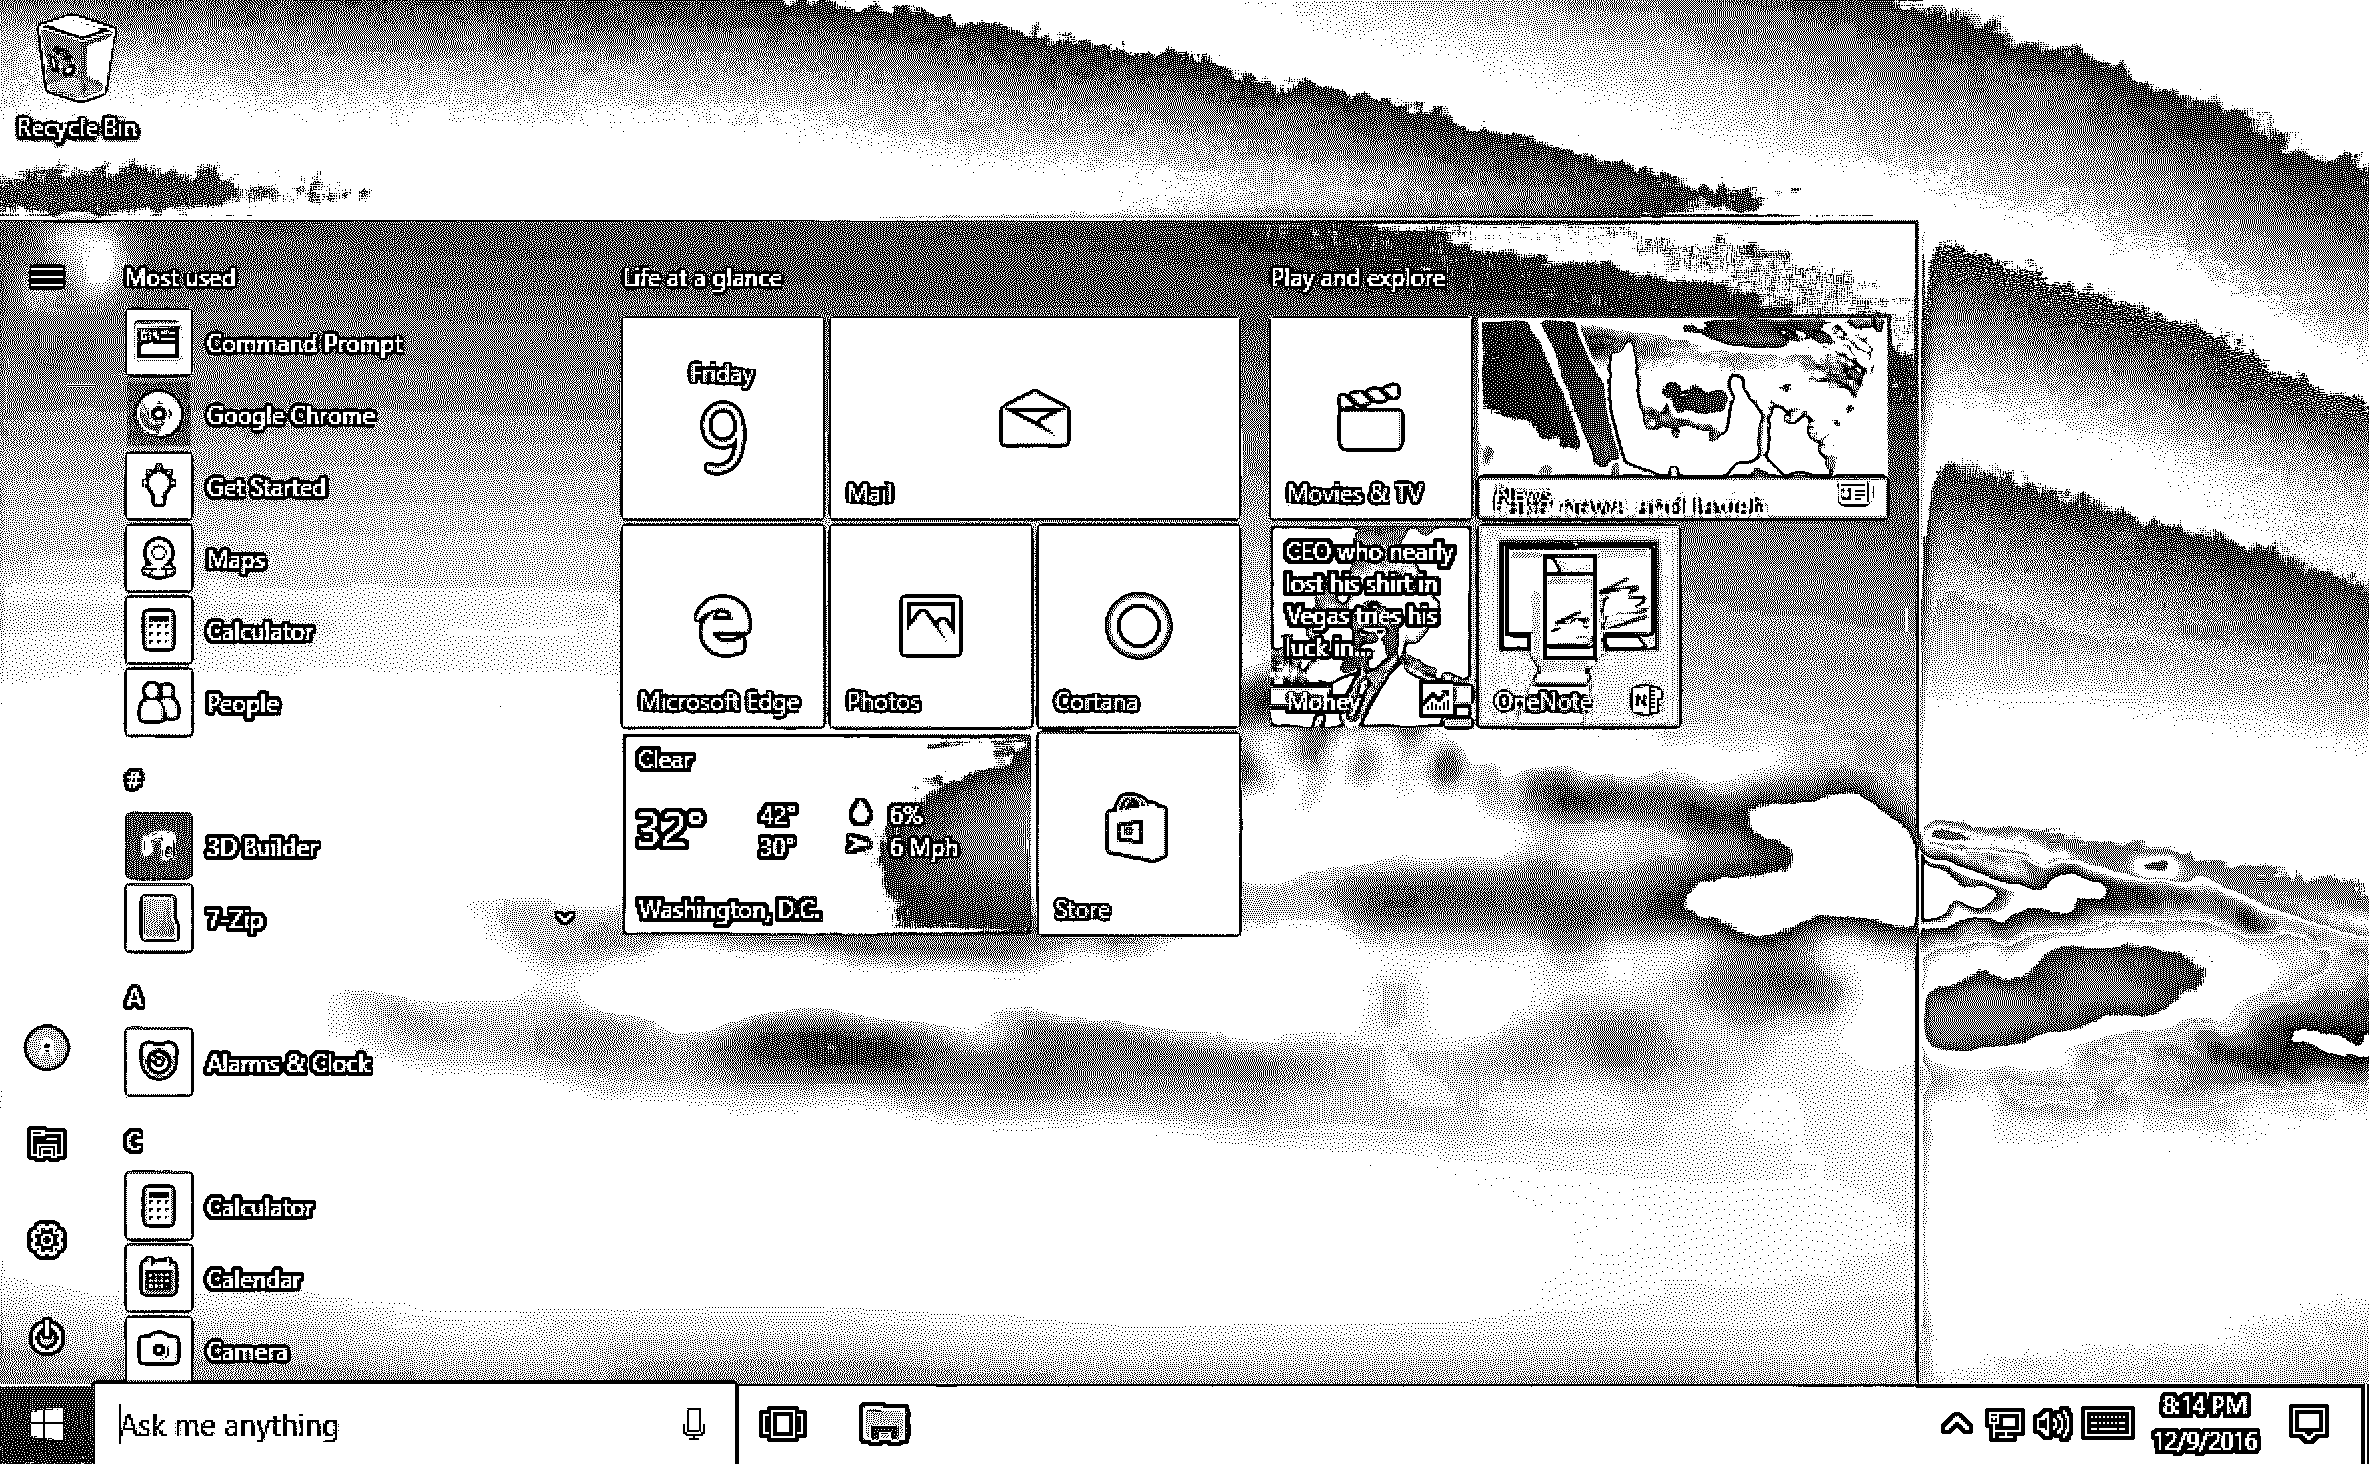 Recycle Bin
Most used
Command Prompt
Google Chrome
Get Started
Maps
Calculator
People
#
3D Builder
7-Zip
A
Alarms & Clock
C
Calculator
Calendar
Camera
Life at a glance
Friday
9
Mail
Microsoft Edge
Photos
Cortana
Clear
32°
42°
30°
6%
6 Mph
Washington, D.C.
Store
Play and explore
Movies & TV
News
CEO who nearly
lost his shirt in
Vegas tries his
luck in...
Money
OneNote
Ask me anything
8:14 PM
12/9/2016